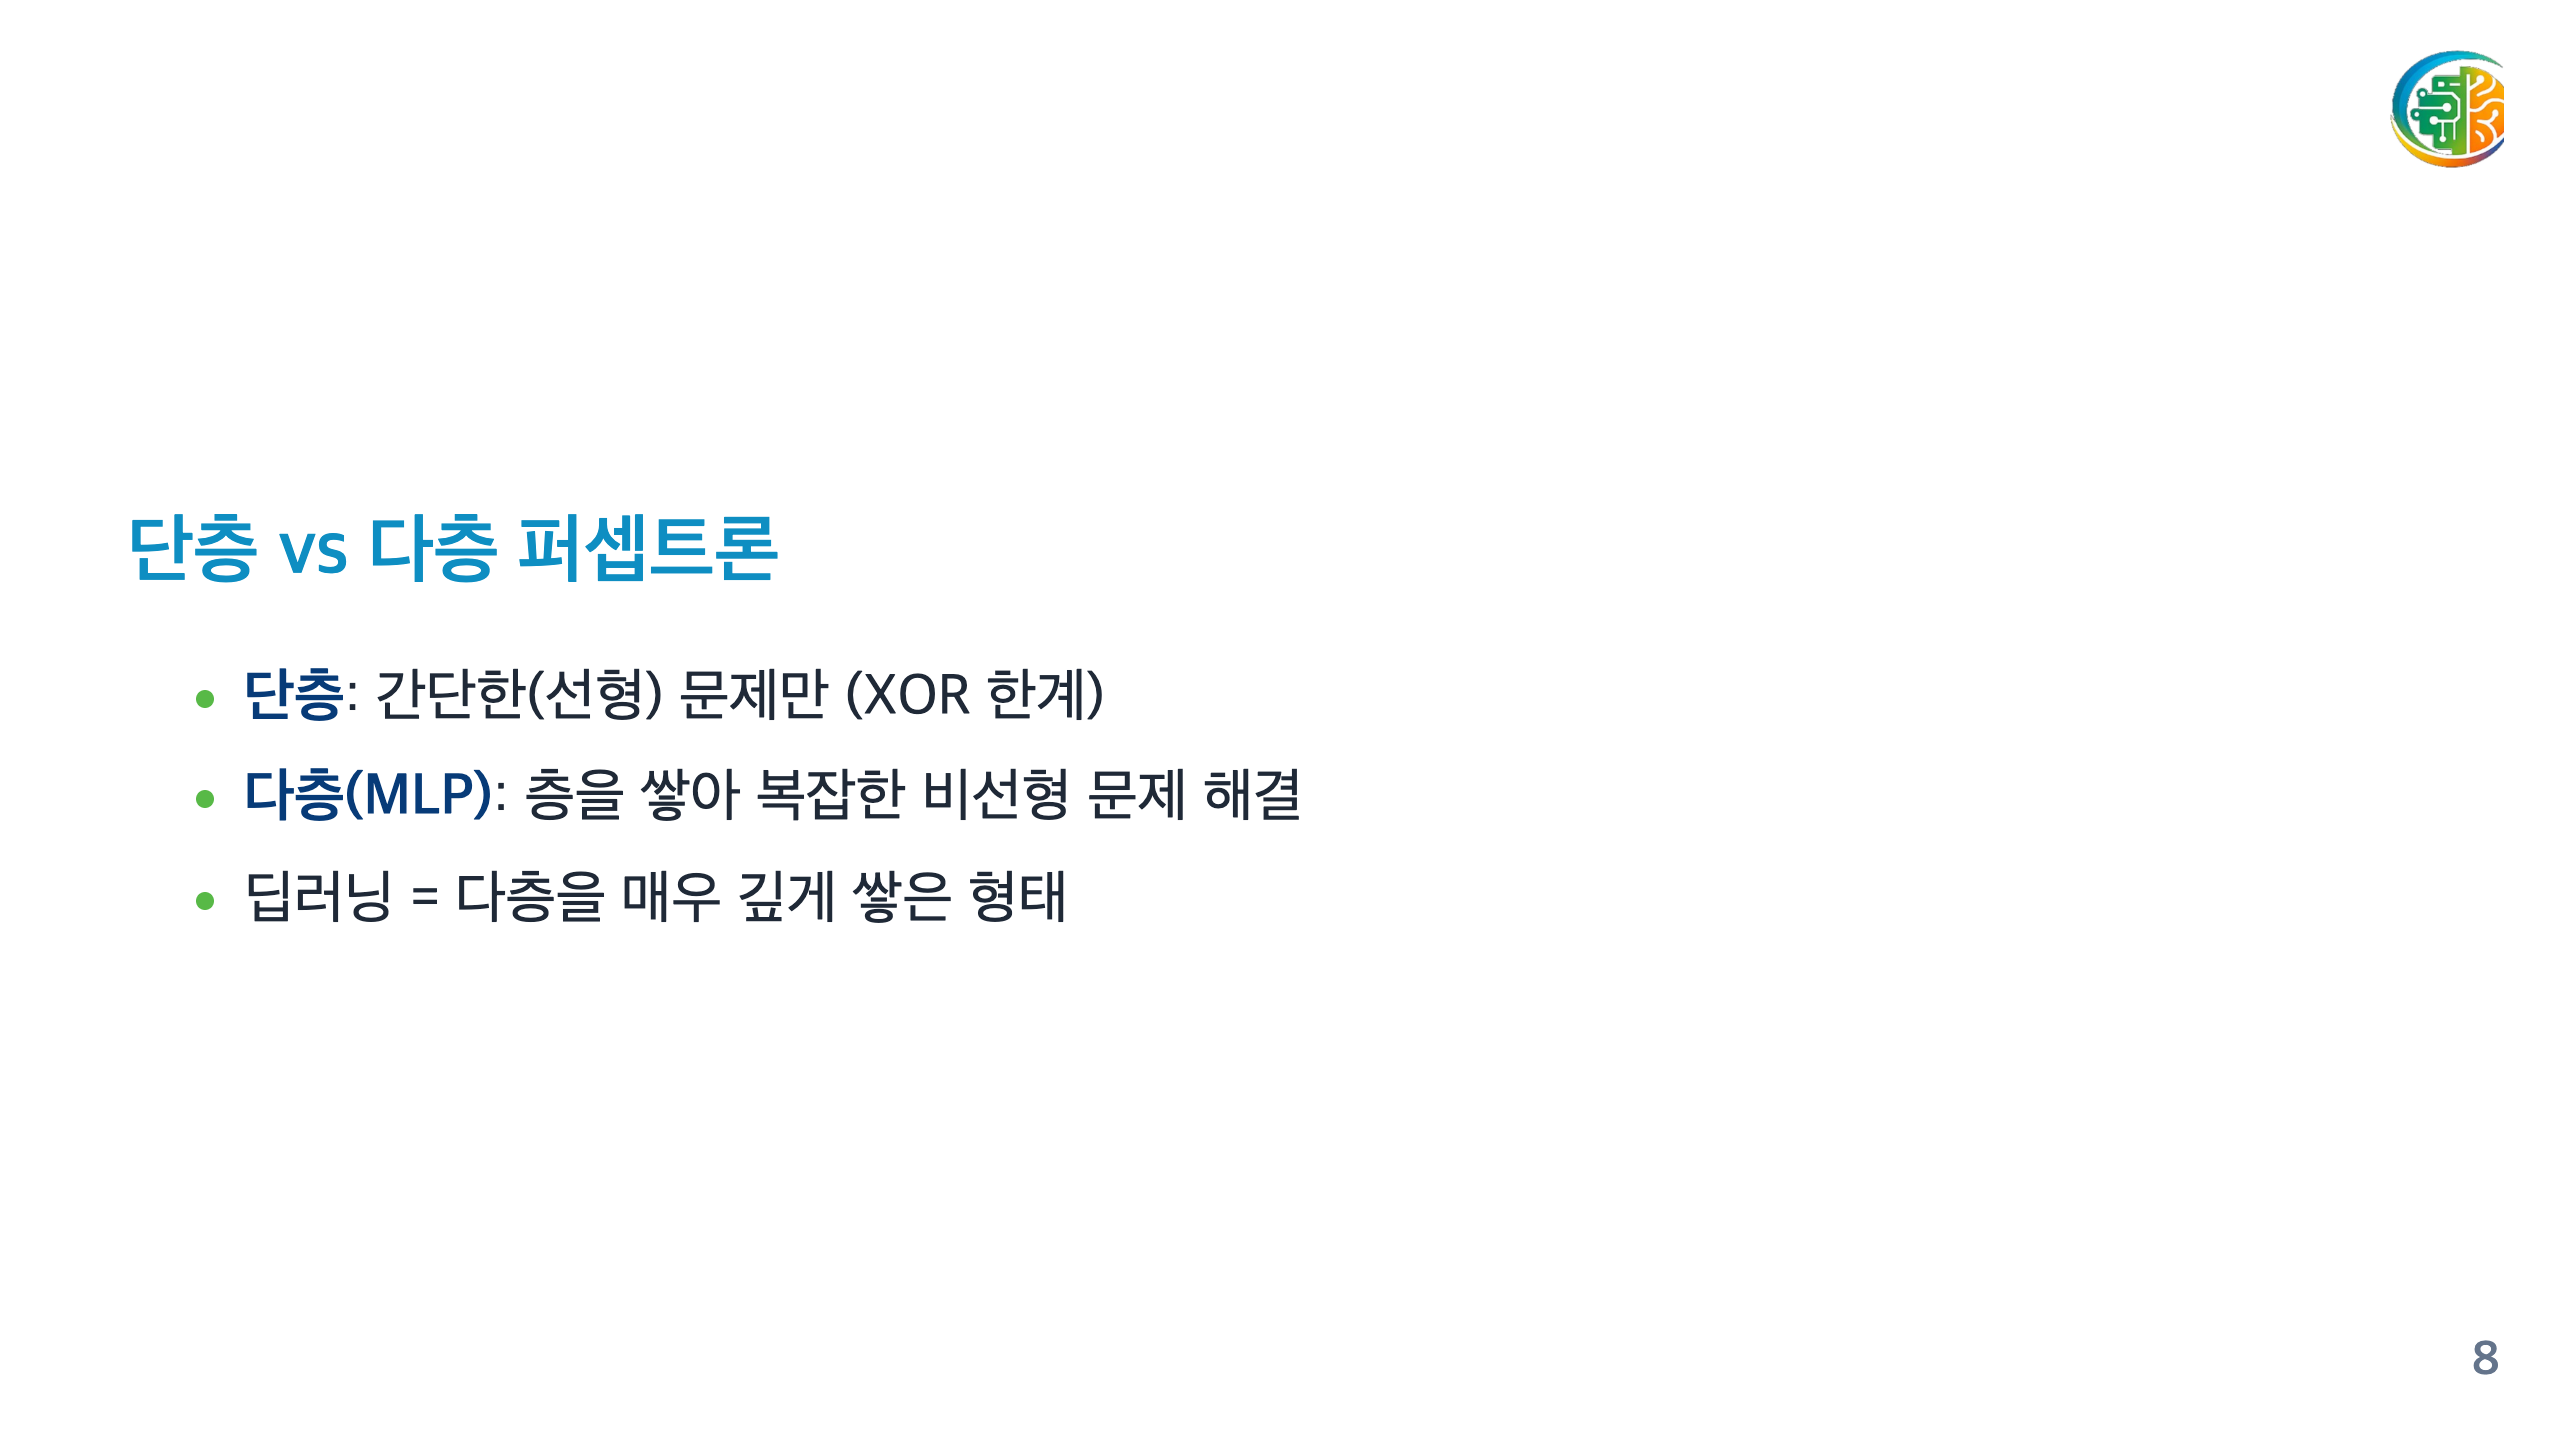 단층 vs 다층 퍼셉트론
• 단층: 간단한(선형) 문제만 (XOR 한계)
• 다층(MLP): 층을 쌓아 복잡한 비선형 문제 해결
• 딥러닝 = 다층을 매우 깊게 쌓은 형태
8